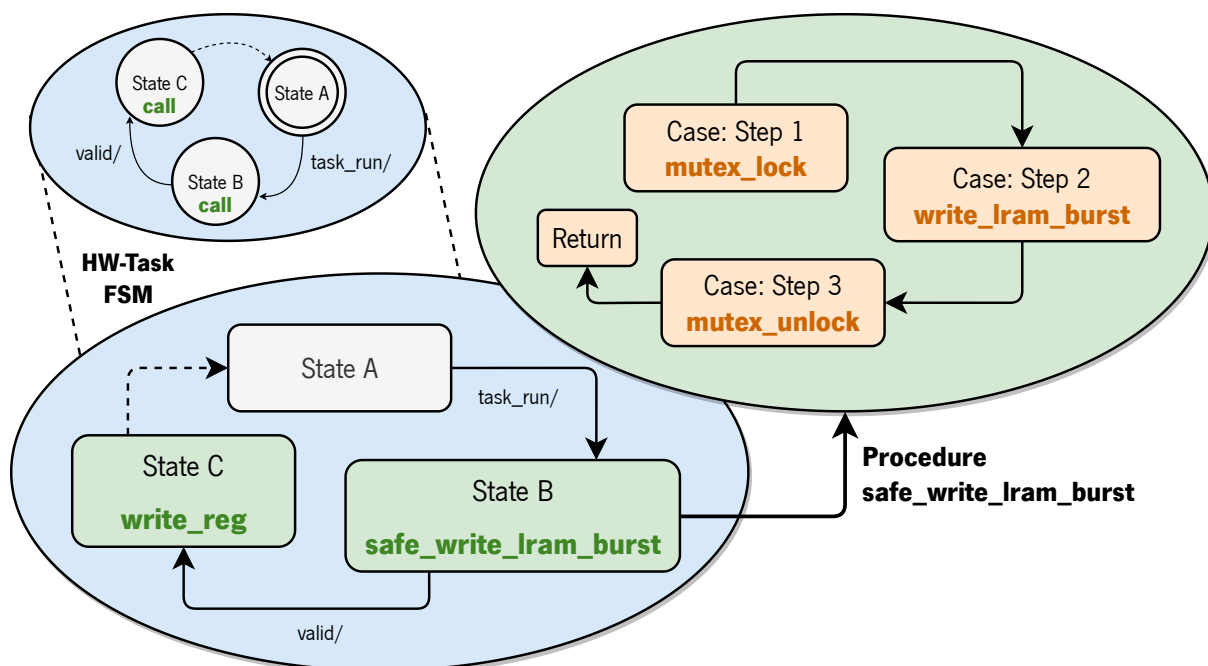 State C
call
State A
valid/
task_run/
State B
call
HW-Task
FSM
Case: Step 1
mutex_lock
Case: Step 2
write_lram_burst
Return
Case: Step 3
mutex_unlock
State A
task_run/
State C
write_reg
State B
safe_write_lram_burst
valid/
Procedure
safe_write_lram_burst